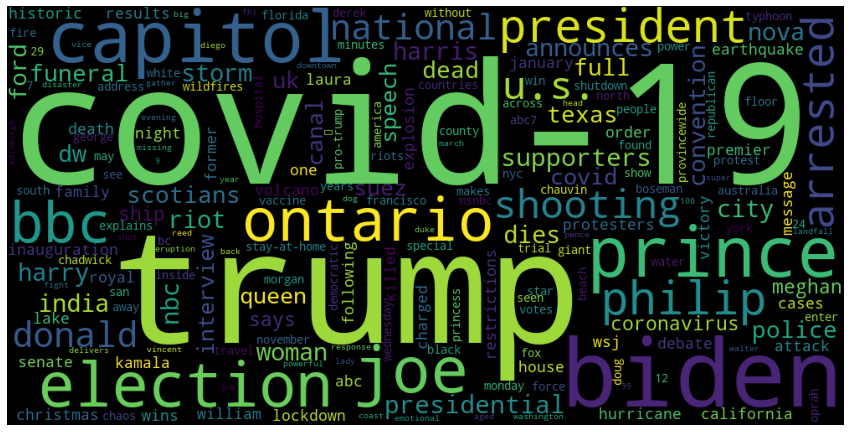 historic
results
big
fbi
florida
derek
without
typhoon
fire
vice
diego
capitol
national
president
nova
minutes
harris
announces
power
29
downtown
january
earthquake
ford
funeral
white
storm
uk
laura
speech
dead
countries
win
shutdown
north
head
full
convention
arrested
7
disaster
address
wildfires
gather
hospital
u.s.
across
people
republican
floor
covid-19
death
evening
night
george
missing
9
may
former
canal
pro-trump
america
riots
explosion
county
march
abc7
texas
order
found
provincewide
premier
protest
dw
see
one
supporters
covid
show
south
family
scotians
volcano
suez
years
year
vaccine
dog
francisco
makes
msnbc
nyc
chauvin
boseman
australia
super
bbc
ship
riot
ontario
shooting
city
100
24
landfall
message
victory
protesters
explains
bc
shut
inauguration
eruption
reed
back
stay-at-home
duke
special
dies
trial
giant
york
pence
harry
chadwick
royal
inside
interview
nbc
trump
prince
water
meghan
india
san
away
morgan
democratic
following
killed
princess
star
seen
votes
restrictions
philip
beach
cases
enter
lake
fight
queen
travel
charged
coronavirus
donald
says
november
wednesday
police
senate
delivers
vincent
woman
response
joe
black
fox
wsj
debate
attack
kamala
job
powerful
lady
abc
house
doug
walter
election
monday
force
12
99
biden
oprah
christmas
chaos
wins
william
lockdown
coast
emotional
presidential
aged
washington
hurricane
california